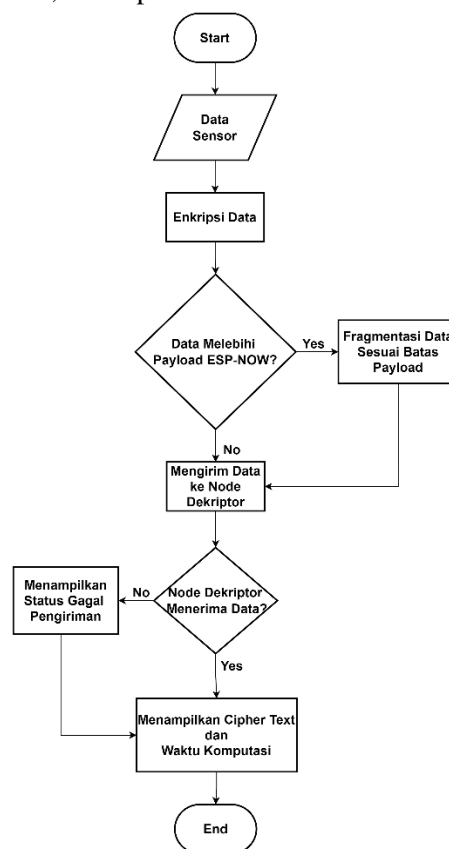 Start
Data
Sensor
Enkripsi Data
Data Melebihi
Payload ESP-NOW?
Yes
Fragmentasi Data
Sesuai Batas
Payload
No
Mengirim Data
ke Node
Dekriptor
Node Dekriptor
Menerima Data?
No
Menampilkan
Status Gagal
Pengiriman
Yes
Menampilkan Cipher Text
dan
Waktu Komputasi
End